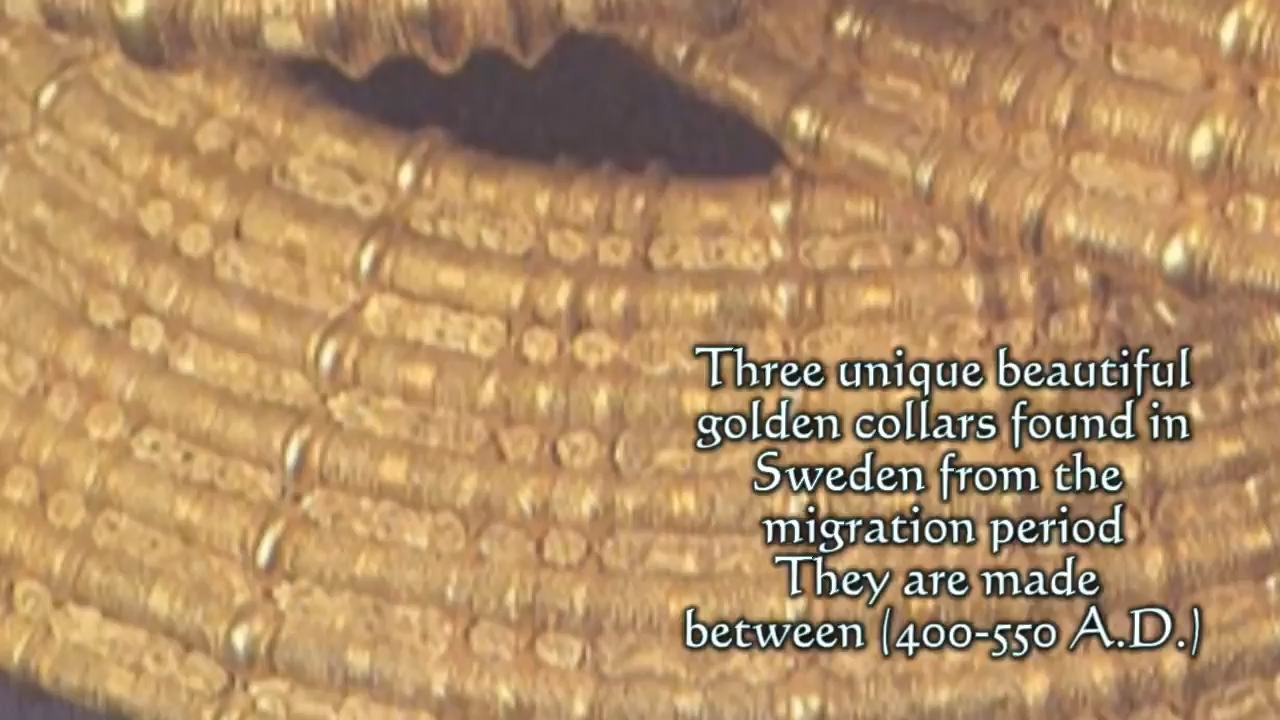 Three unique beautiful
golden collars found in
Sweden from the
migration period
They are made
between (400-550 A.D.)